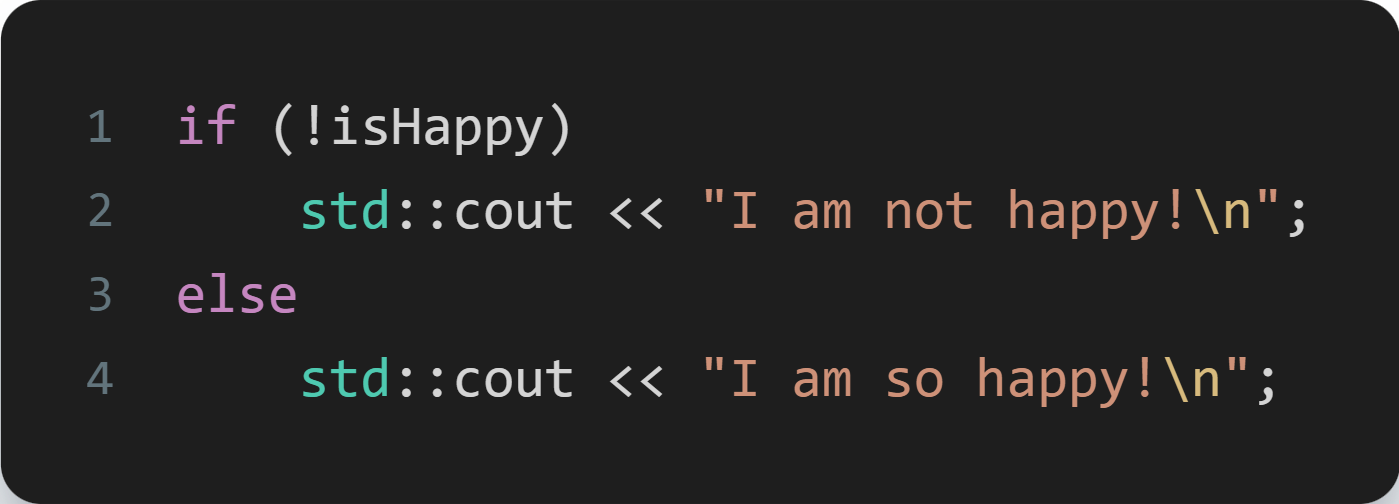 1 if (!isHappy)
2     std::cout << "I am not happy!\n";
3 else
4     std::cout << "I am so happy!\n";